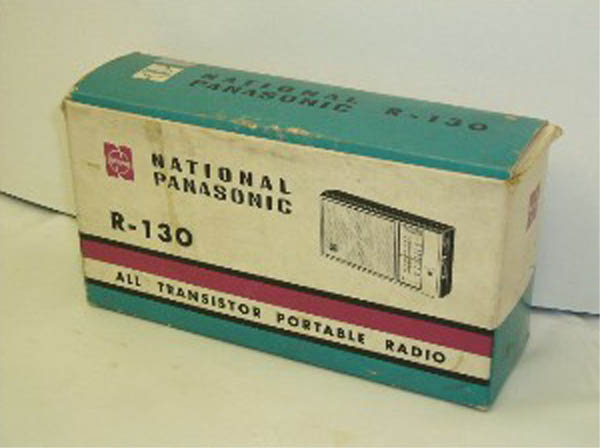 NATIONAL
PANASONIC R-130
NATIONAL
PANASONIC
R-130
ALL TRANSISTOR PORTABLE RADIO